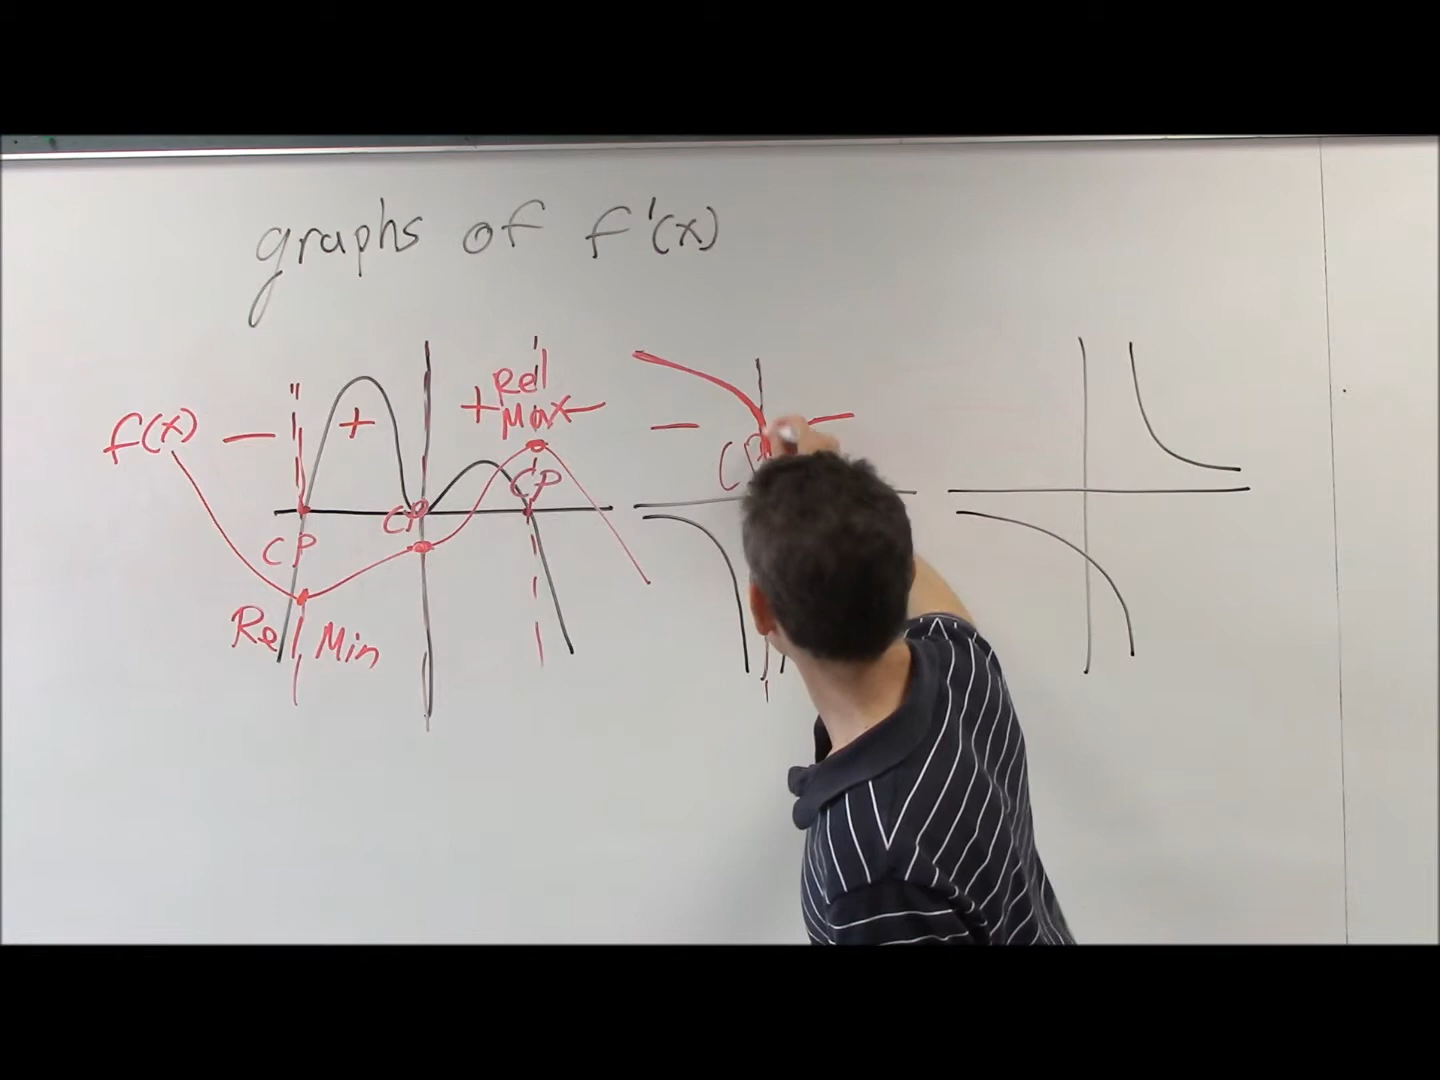 graphs of f'(x)
Rel
f(x) − + + Max − − −
CP CP
CP
Rel Min